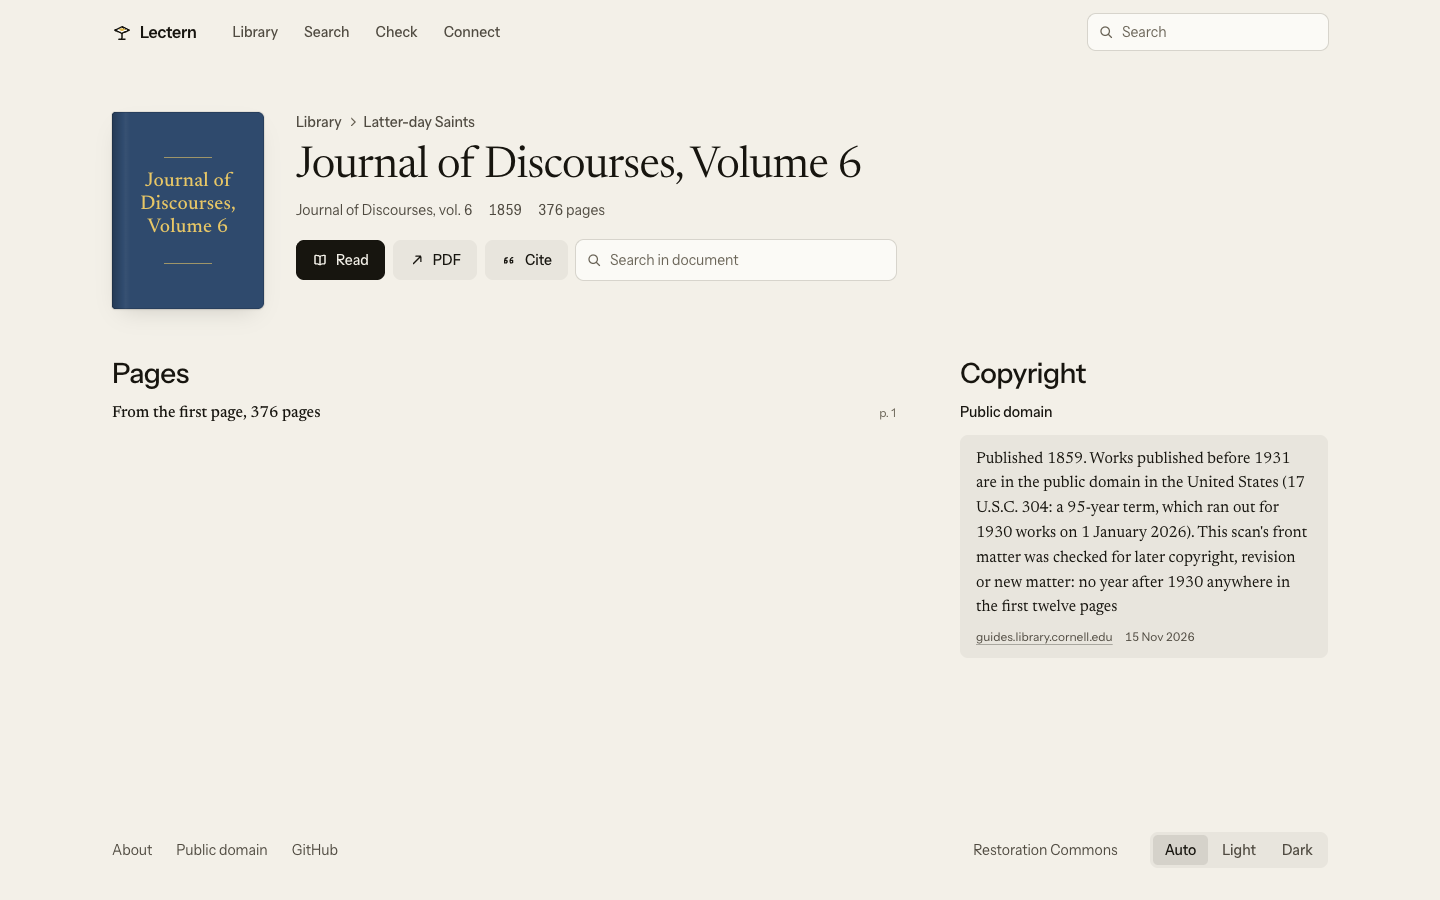 Lectern
Library
Search
Check
Connect
Search
Journal of
Discourses,
Volume 6
Library > Latter-day Saints
Journal of Discourses, Volume 6
Journal of Discourses, vol. 6 1859 376 pages
Read
PDF
Cite
Search in document
Pages
From the first page, 376 pages p. 1
Copyright
Public domain
Published 1859. Works published before 1931
are in the public domain in the United States (17
U.S.C. 304: a 95-year term, which ran out for
1930 works on 1 January 2026). This scan's front
matter was checked for later copyright, revision
or new matter: no year after 1930 anywhere in
the first twelve pages
guides.library.cornell.edu 15 Nov 2026
About
Public domain
GitHub
Restoration Commons
Auto
Light
Dark